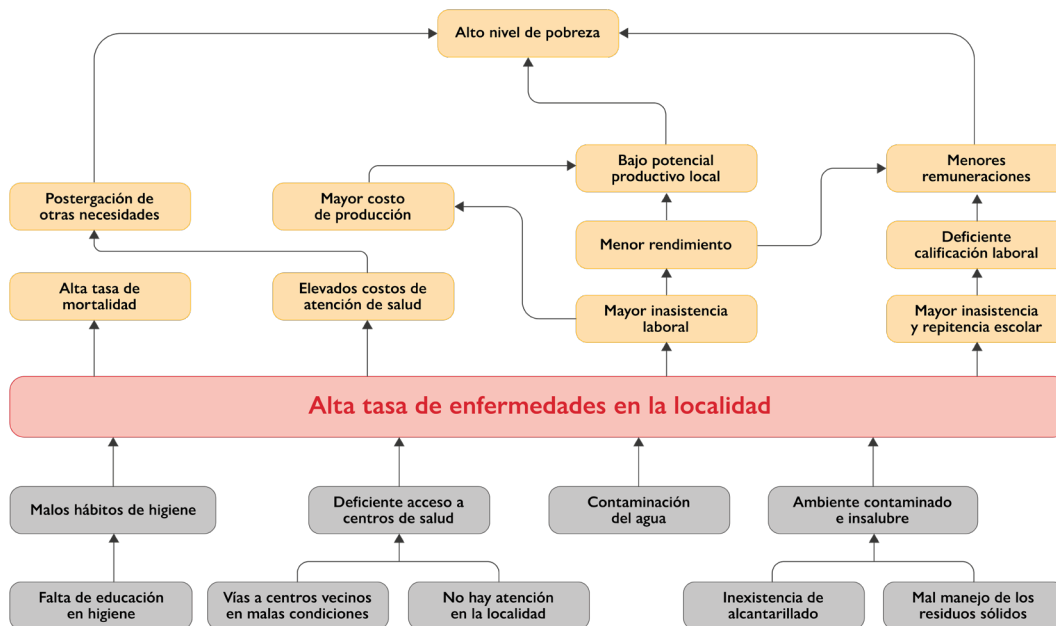 Alto nivel de pobreza
Bajo potencial
productivo local
Menores
remuneraciones
Postergación de
otras necesidades
Mayor costo
de producción
Menor rendimiento
Deficiente
calificación laboral
Alta tasa de
mortalidad
Elevados costos de
atención de salud
Mayor inasistencia
laboral
Mayor inasistencia
y repitencia escolar
Alta tasa de enfermedades en la localidad
Malos hábitos de higiene
Deficiente acceso a
centros de salud
Contaminación
del agua
Ambiente contaminado
e insalubre
Falta de educación
en higiene
Vías a centros vecinos
en malas condiciones
No hay atención
en la localidad
Inexistencia de
alcantarillado
Mal manejo de los
residuos sólidos